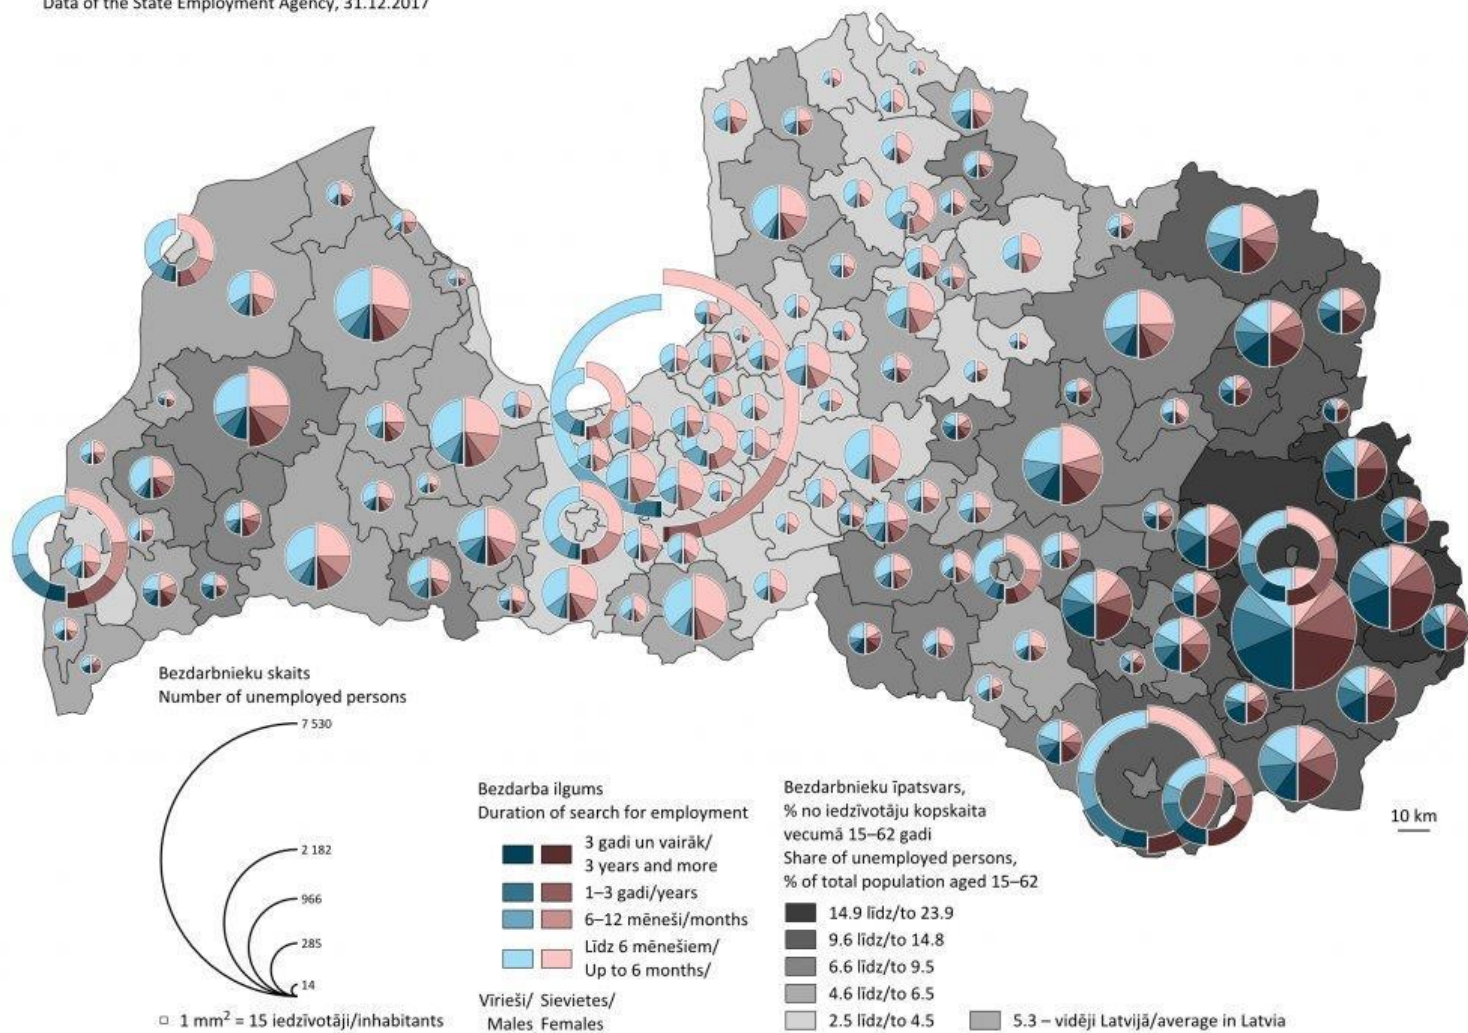 Data of the State Employment Agency, 31.12.2017
Bezdarbnieku skaits
Number of unemployed persons
7 530
2 182
966
285
14
□ 1 mm² = 15 iedzīvotāji/inhabitants
Bezdarba ilgums
Duration of search for employment
3 gadi un vairāk/
3 years and more
1–3 gadi/years
6–12 mēneši/months
Līdz 6 mēnešiem/
Up to 6 months/
Vīrieši/ Sievietes/
Males Females
Bezdarbnieku īpatsvars,
% no iedzīvotāju kopskaita
vecumā 15–62 gadi
Share of unemployed persons,
% of total population aged 15–62
14.9 līdz/to 23.9
9.6 līdz/to 14.8
6.6 līdz/to 9.5
4.6 līdz/to 6.5
2.5 līdz/to 4.5
5.3 – vidēji Latvijā/average in Latvia
10 km